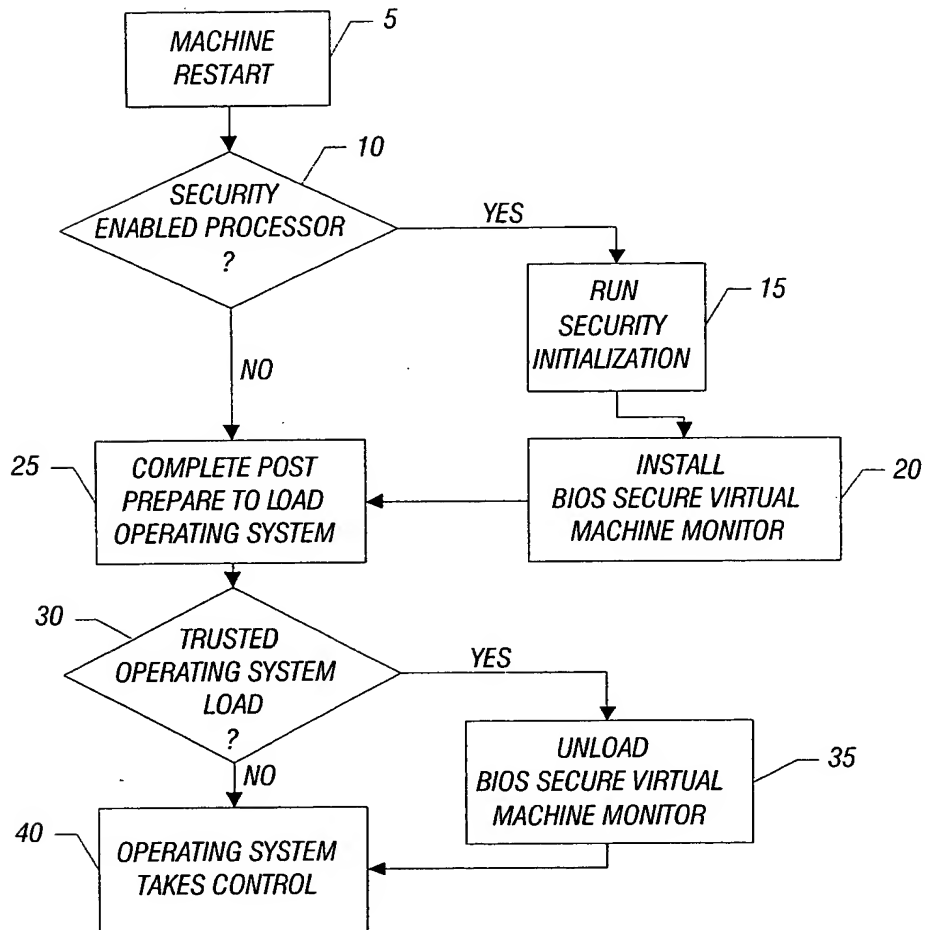 MACHINE
RESTART
5
10
SECURITY
ENABLED PROCESSOR
?
YES
RUN
SECURITY
INITIALIZATION
15
NO
25
COMPLETE POST
PREPARE TO LOAD
OPERATING SYSTEM
INSTALL
BIOS SECURE VIRTUAL
MACHINE MONITOR
20
30
TRUSTED
OPERATING SYSTEM
LOAD
?
YES
UNLOAD
BIOS SECURE VIRTUAL
MACHINE MONITOR
35
NO
40
OPERATING SYSTEM
TAKES CONTROL